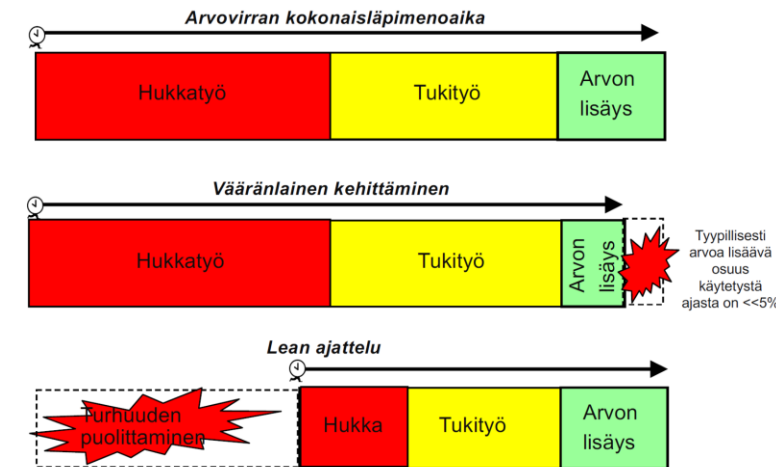 Arvovirran kokonaisläpimenoaika
Hukkatyö
Tukityö
Arvon
lisäys
Vääränlainen kehittäminen
Hukkatyö
Tukityö
Arvon
lisäys
Tyypillisesti
arvoa lisäävä
osuus
käytetystä
ajasta on <<5%
Lean ajattelu
Turhuuden
puolittaminen
Hukka
Tukityö
Arvon
lisäys